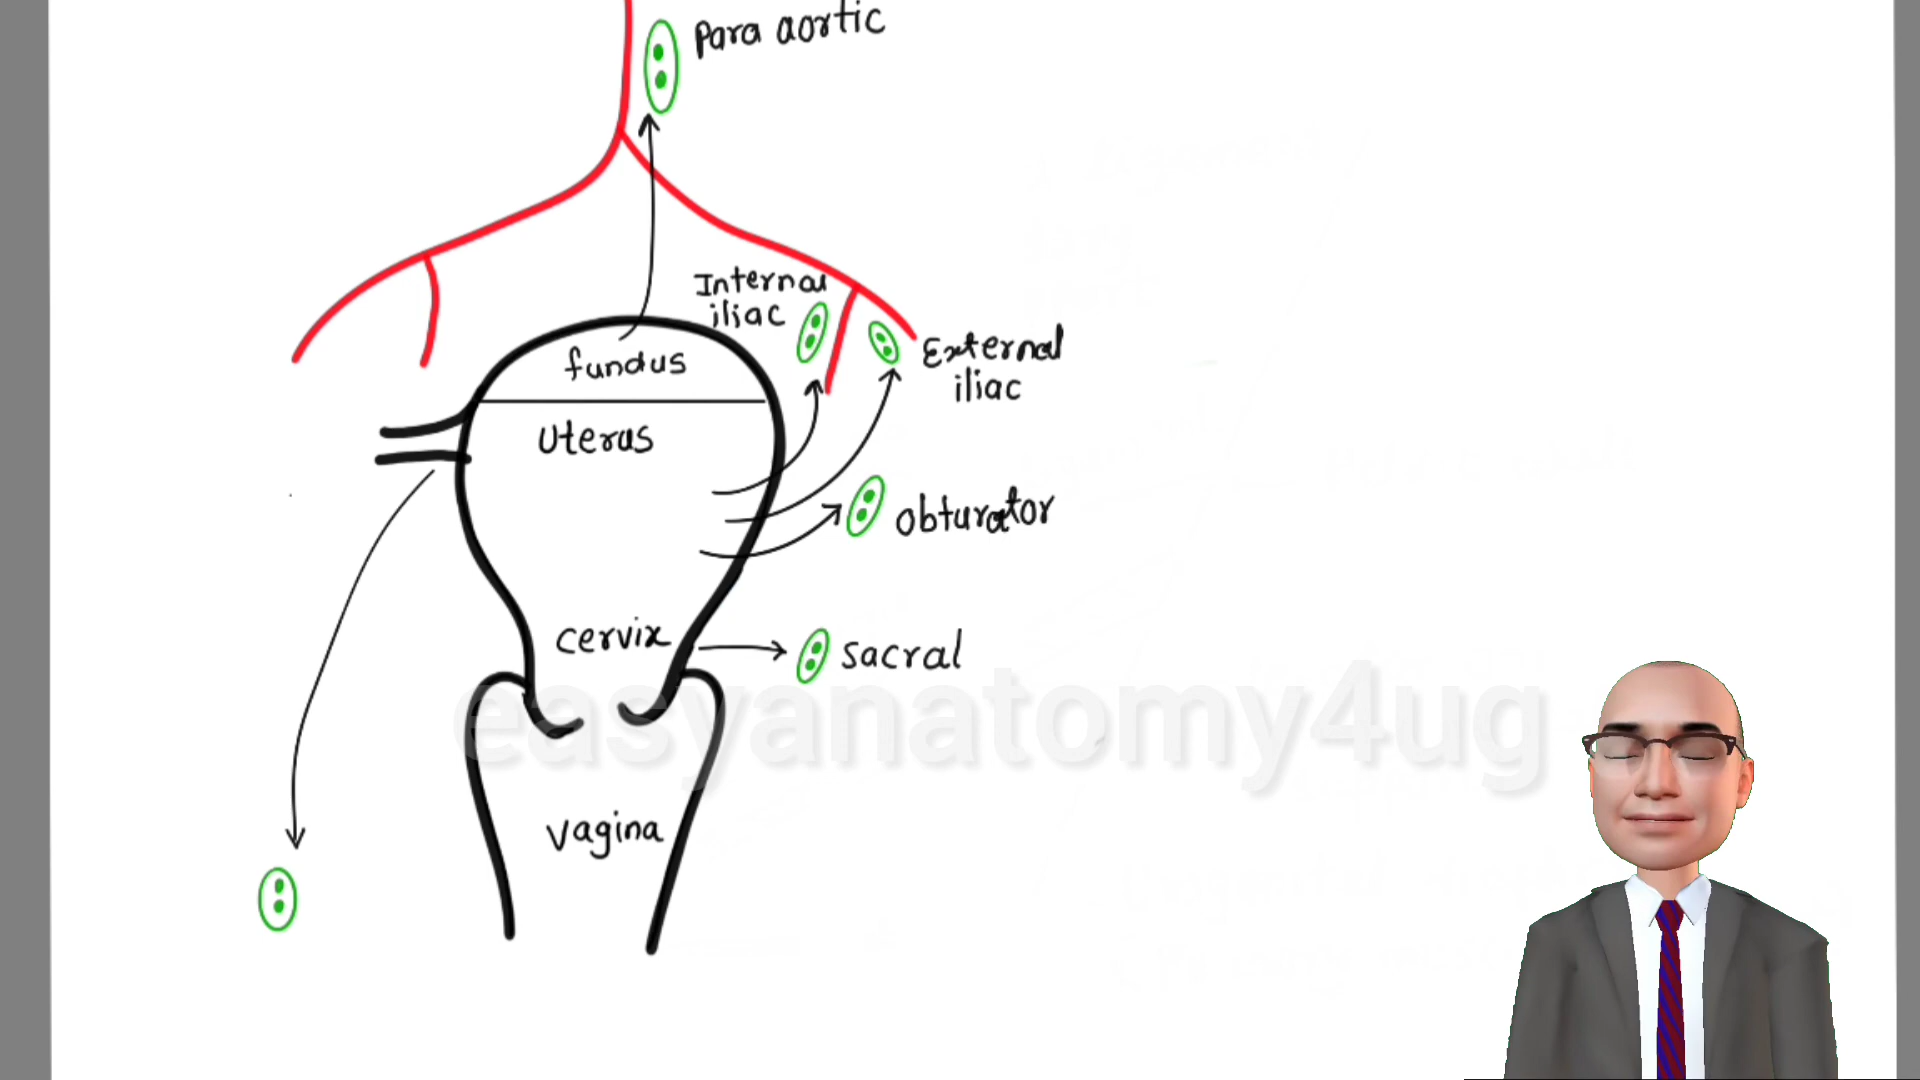 Para aortic
Internal
iliac
External
iliac
fundus
Uterus
obturator
cervix
sacral
easyanatomy4ug
vagina